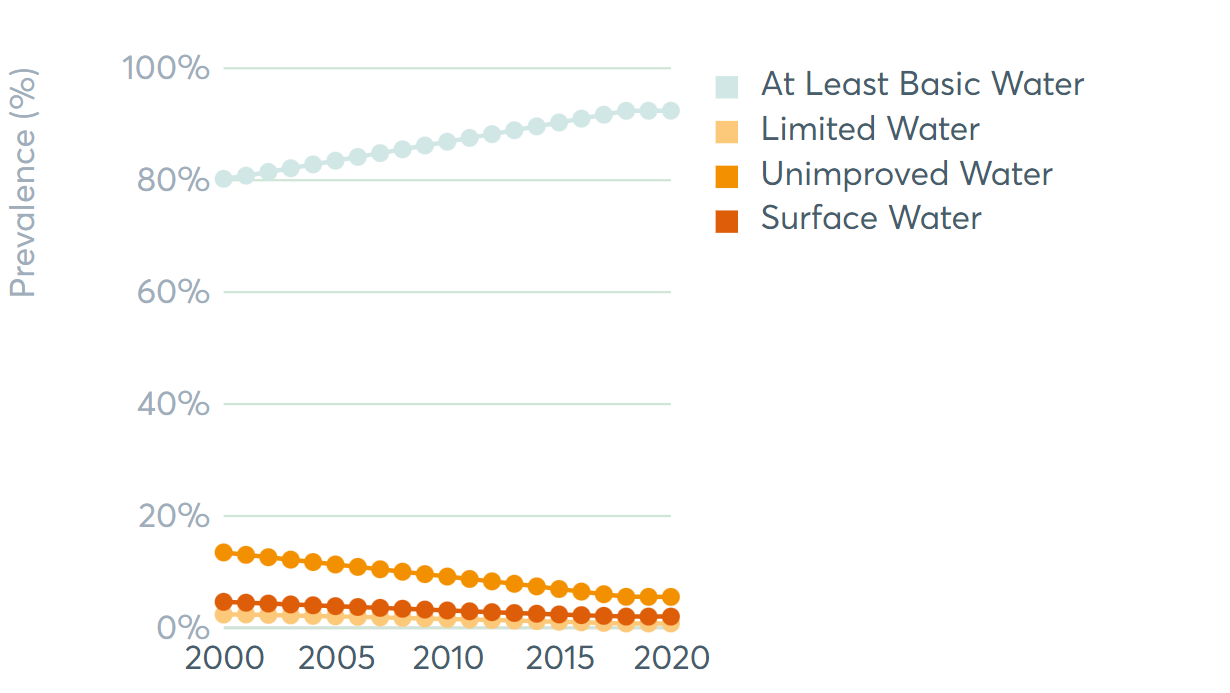 Prevalence (%)
100%
80%
60%
40%
20%
0%
2000 2005 2010 2015 2020
At Least Basic Water
Limited Water
Unimproved Water
Surface Water